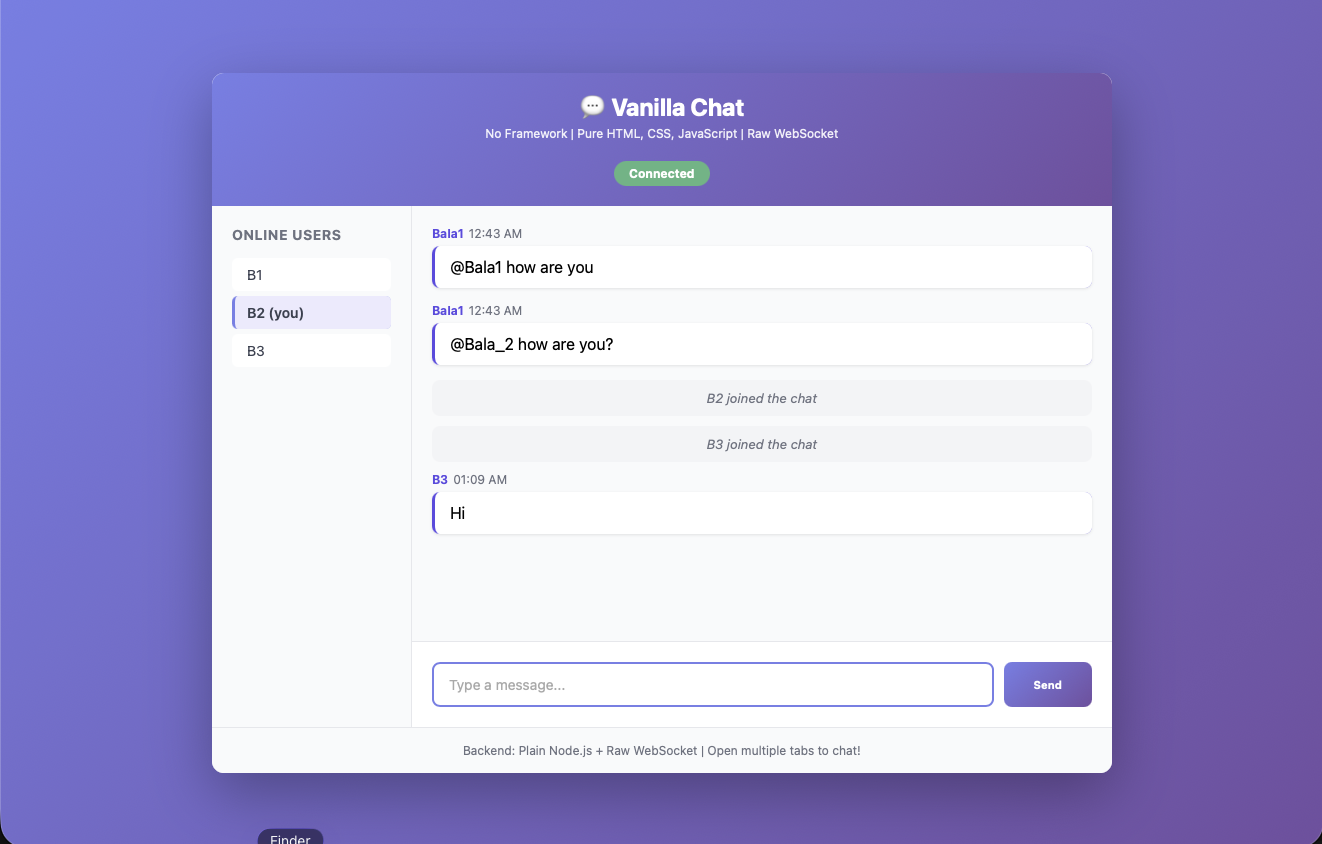 💬 Vanilla Chat
No Framework | Pure HTML, CSS, JavaScript | Raw WebSocket
Connected
ONLINE USERS
B1
B2 (you)
B3
Bala1 12:43 AM
@Bala1 how are you
Bala1 12:43 AM
@Bala_2 how are you?
B2 joined the chat
B3 joined the chat
B3 01:09 AM
Hi
Type a message...
Send
Backend: Plain Node.js + Raw WebSocket | Open multiple tabs to chat!
Finder